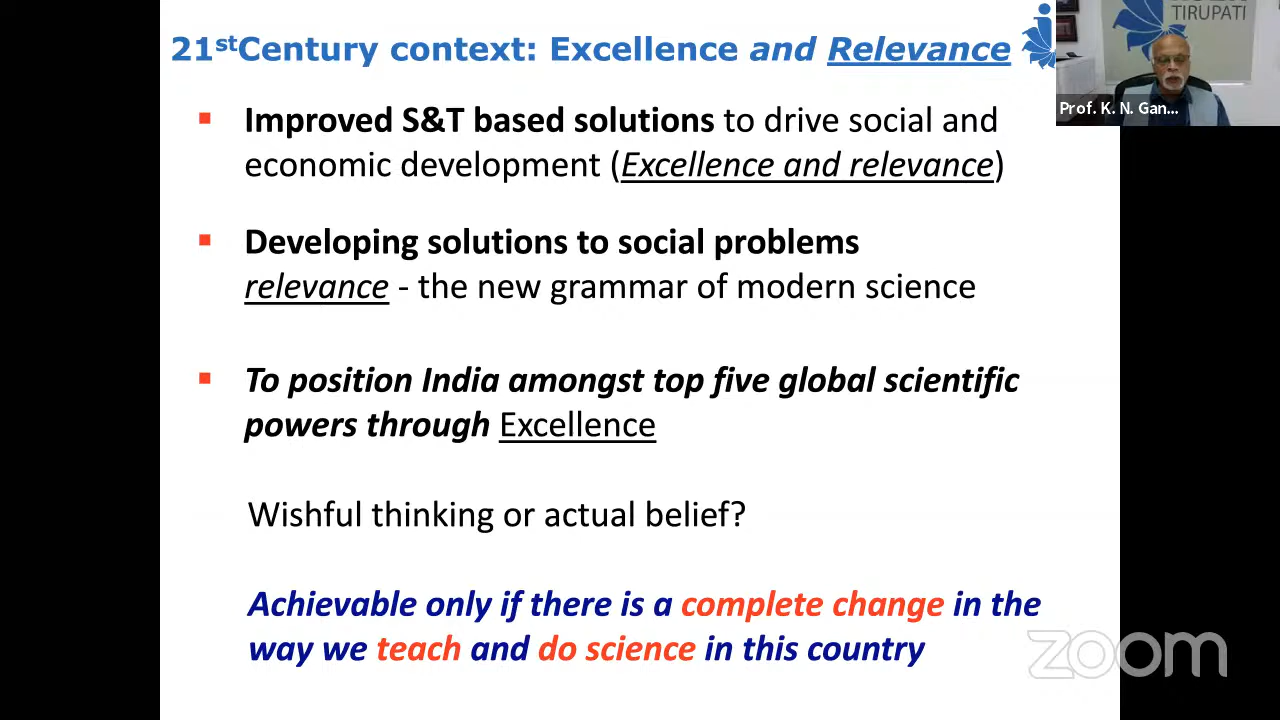 21stCentury context: Excellence and Relevance
TIRUPATI
Prof. K. N. Gan...
▪ Improved S&T based solutions to drive social and
economic development (Excellence and relevance)
▪ Developing solutions to social problems
relevance - the new grammar of modern science
▪ To position India amongst top five global scientific
powers through Excellence
Wishful thinking or actual belief?
Achievable only if there is a complete change in the
way we teach and do science in this country
zoom